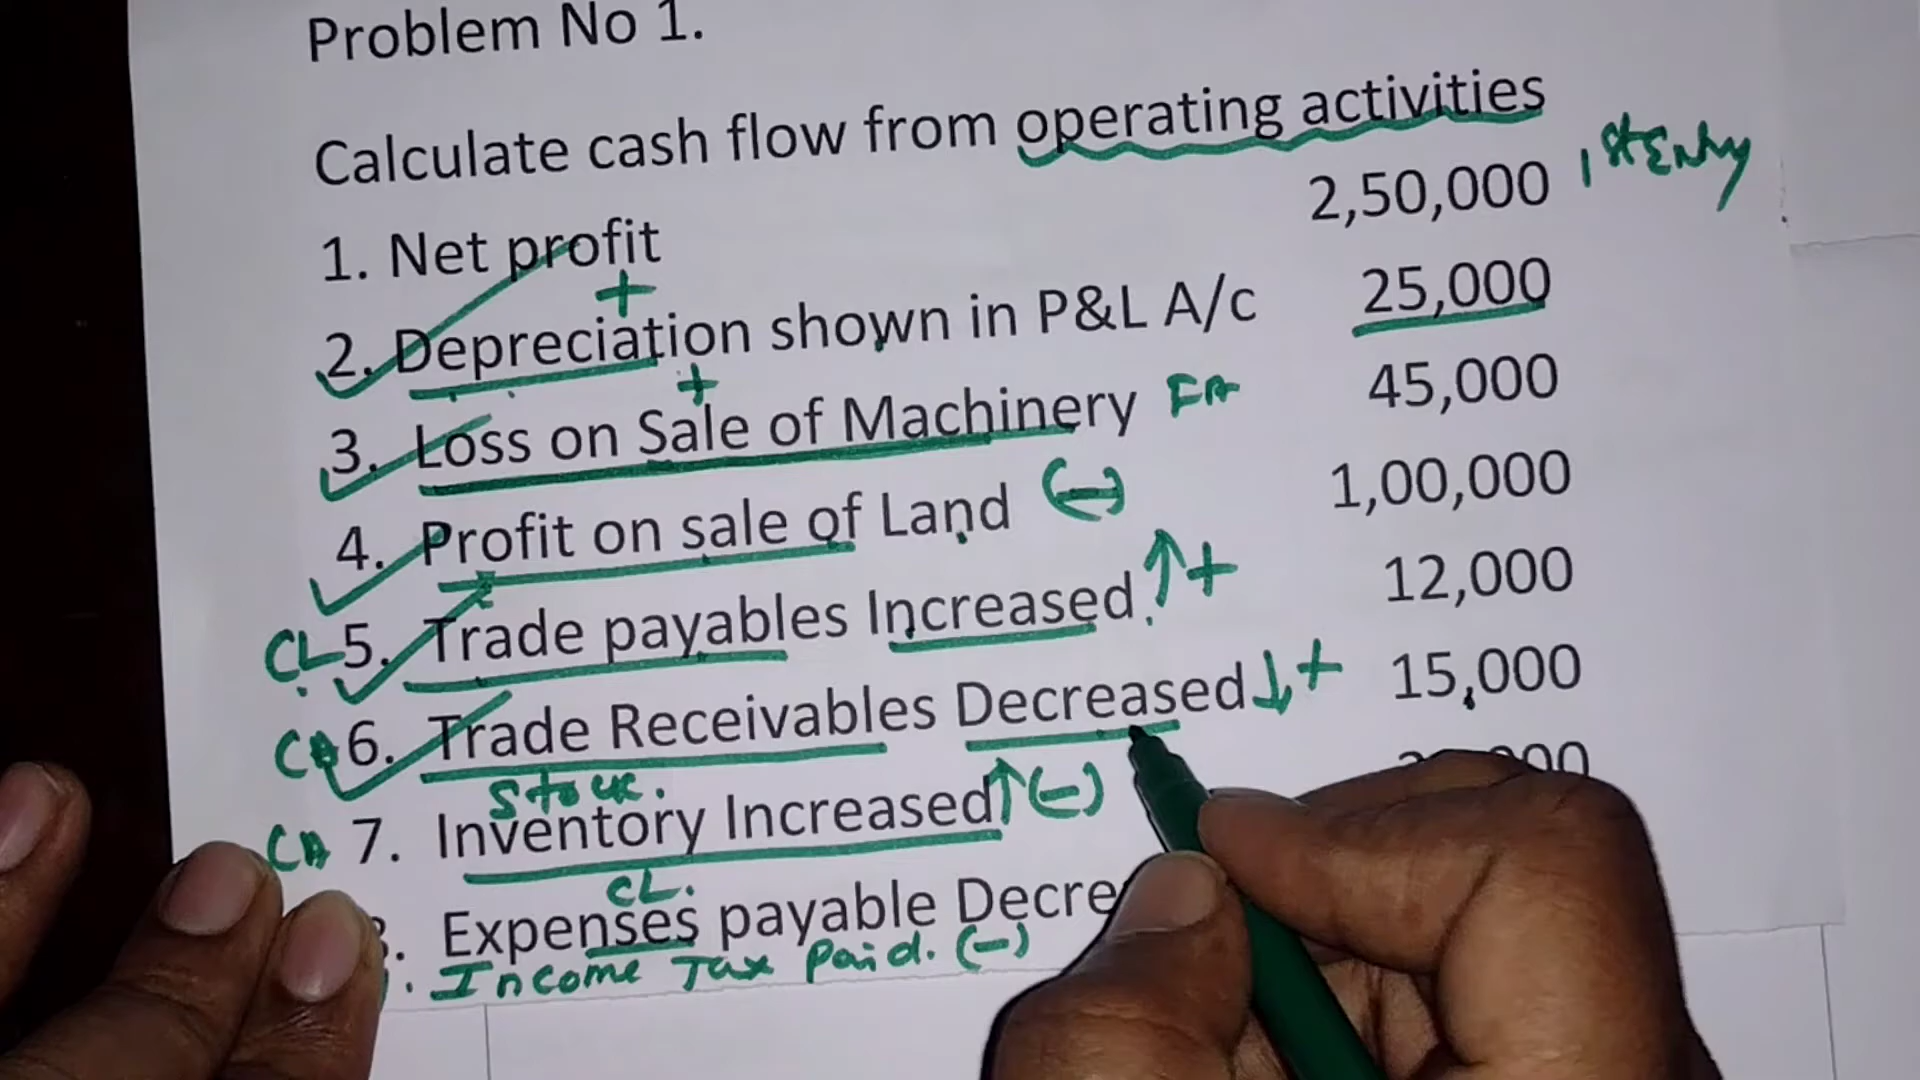 Problem No 1.
Calculate cash flow from operating activities
1. Net profit 2,50,000 1st Entry
+
2. Depreciation shown in P&L A/c 25,000
+
3. Loss on Sale of Machinery FA 45,000
4. Profit on sale of Land (-) 1,00,000
CL 5. Trade payables Increased ↑ + 12,000
CA 6. Trade Receivables Decreased ↓ + 15,000
Stock.
CA 7. Inventory Increased ↑ (-)
CL.
Expenses payable
. Income Tax Paid. (-)